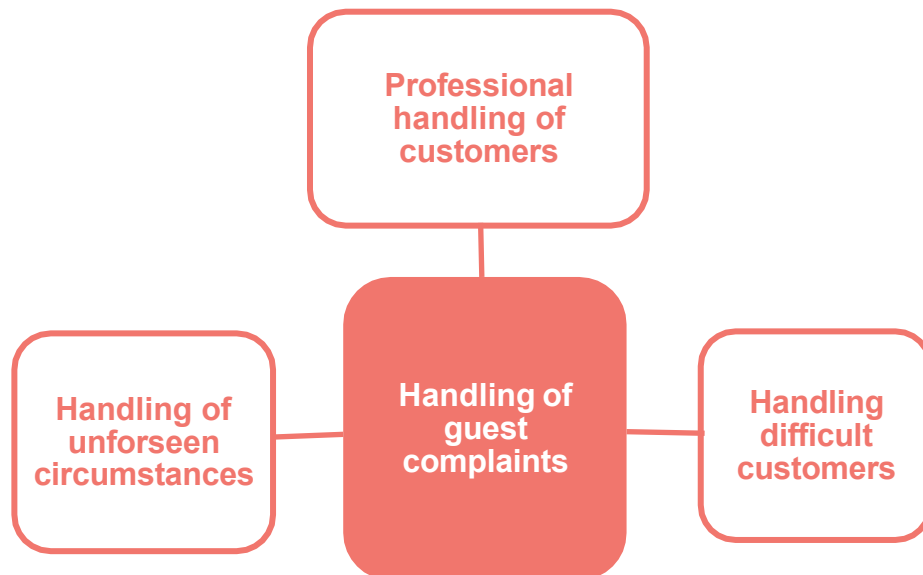 Professional
handling of
customers
Handling of
unforseen
circumstances
Handling of
guest
complaints
Handling
difficult
customers